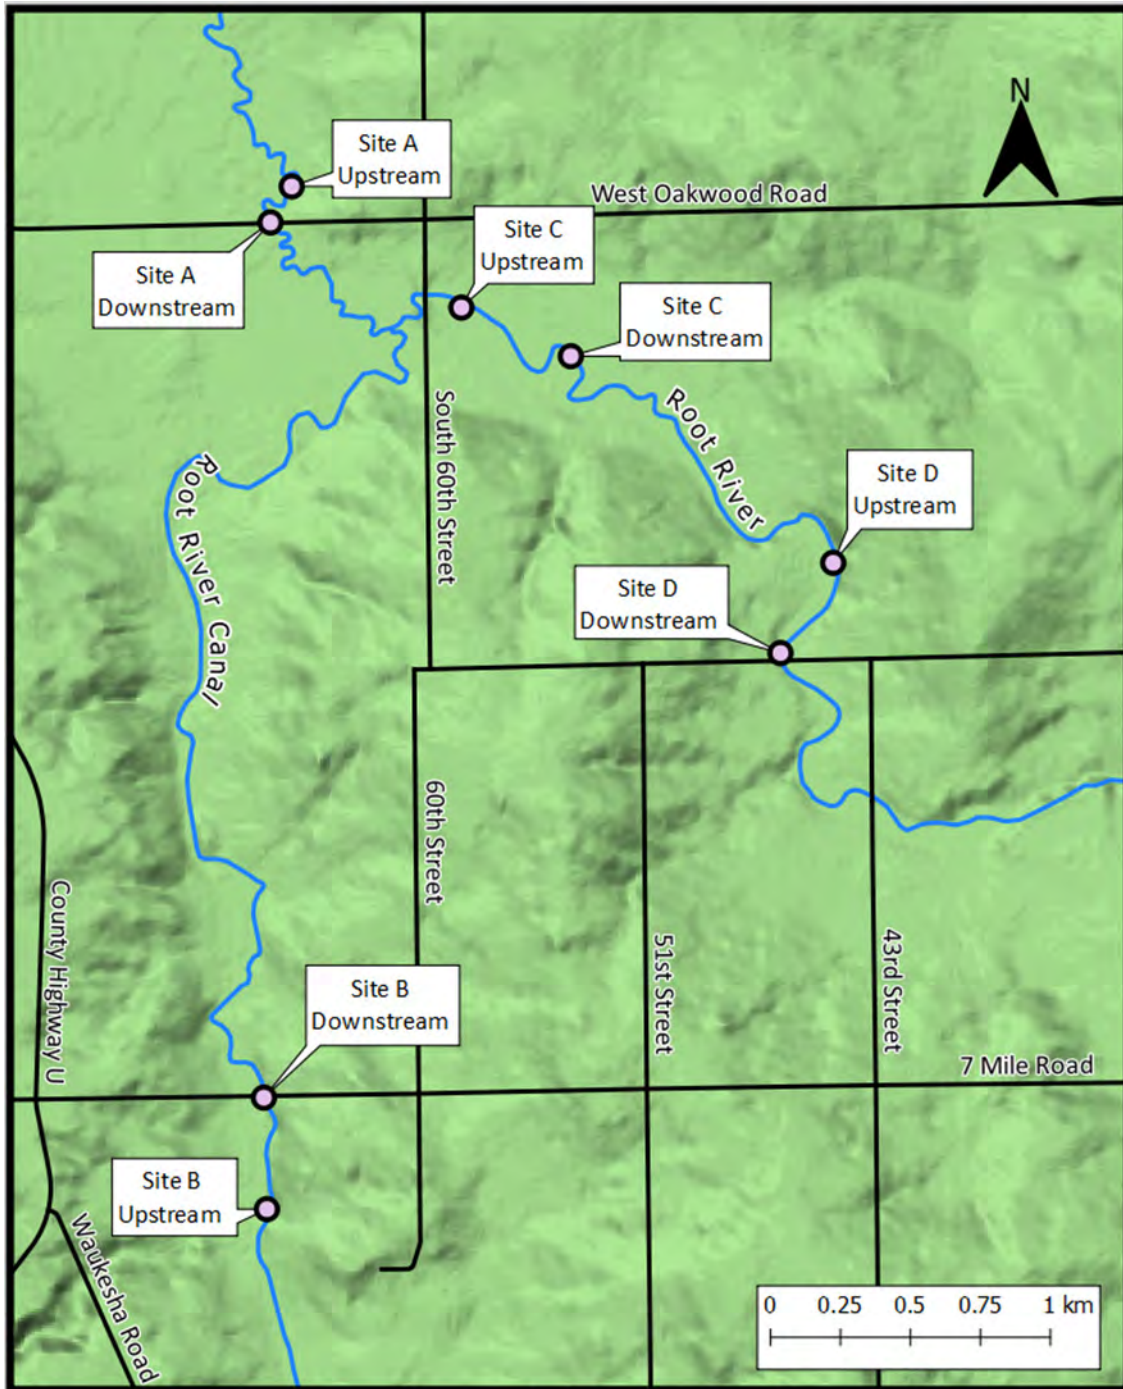 N
Site A
Upstream
West Oakwood Road
Site C
Upstream
Site A
Downstream
Site C
Downstream
Root River
South 60th Street
Root River Canal
Site D
Upstream
Site D
Downstream
60th Street
County Highway U
51st Street
43rd Street
Site B
Downstream
7 Mile Road
Site B
Upstream
Waukesha Road
0 0.25 0.5 0.75 1 km